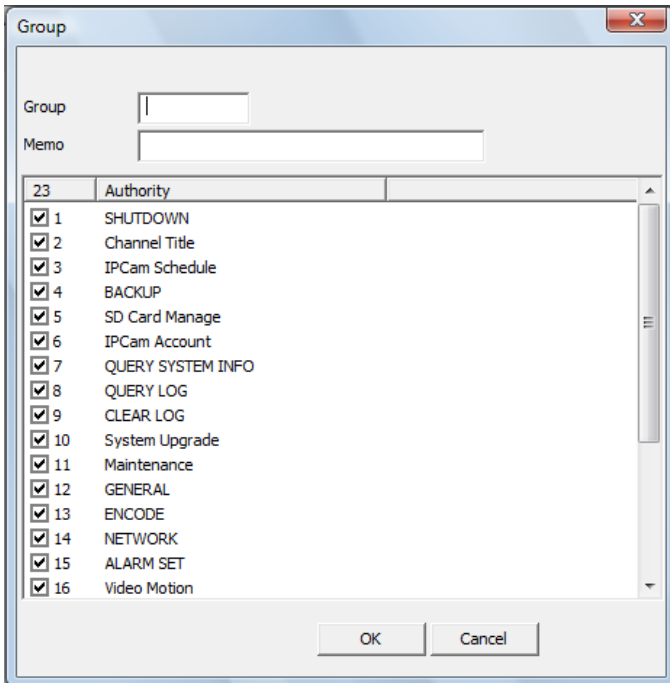 Group
Group
Memo
23 Authority
1 SHUTDOWN
2 Channel Title
3 IPCam Schedule
4 BACKUP
5 SD Card Manage
6 IPCam Account
7 QUERY SYSTEM INFO
8 QUERY LOG
9 CLEAR LOG
10 System Upgrade
11 Maintenance
12 GENERAL
13 ENCODE
14 NETWORK
15 ALARM SET
16 Video Motion
OK Cancel